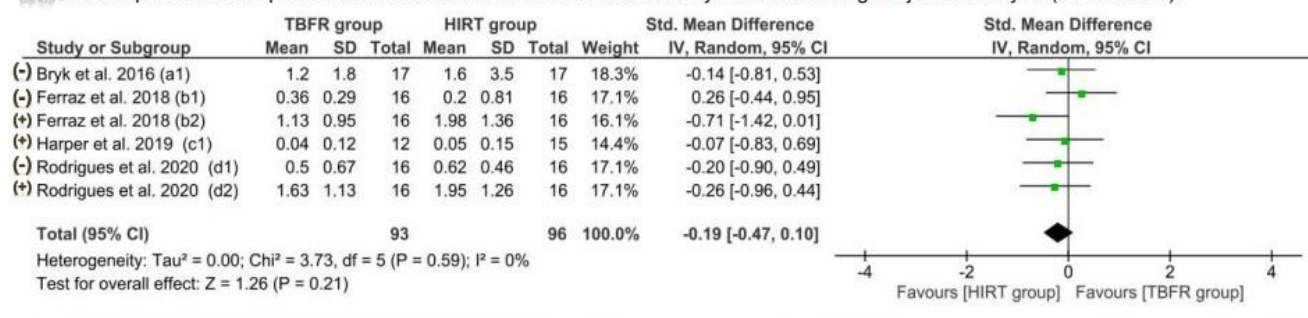 TBFR group HIRT group Std. Mean Difference Std. Mean Difference
Study or Subgroup Mean SD Total Mean SD Total Weight IV, Random, 95% CI IV, Random, 95% CI
(-) Bryk et al. 2016 (a1) 1.2 1.8 17 1.6 3.5 17 18.3% -0.14 [-0.81, 0.53]
(-) Ferraz et al. 2018 (b1) 0.36 0.29 16 0.2 0.81 16 17.1% 0.26 [-0.44, 0.95]
(+) Ferraz et al. 2018 (b2) 1.13 0.95 16 1.98 1.36 16 16.1% -0.71 [-1.42, 0.01]
(+) Harper et al. 2019 (c1) 0.04 0.12 12 0.05 0.15 15 14.4% -0.07 [-0.83, 0.69]
(-) Rodrigues et al. 2020 (d1) 0.5 0.67 16 0.62 0.46 16 17.1% -0.20 [-0.90, 0.49]
(+) Rodrigues et al. 2020 (d2) 1.63 1.13 16 1.95 1.26 16 17.1% -0.26 [-0.96, 0.44]
Total (95% CI) 93 96 100.0% -0.19 [-0.47, 0.10]
Heterogeneity: Tau² = 0.00; Chi² = 3.73, df = 5 (P = 0.59); I² = 0%
Test for overall effect: Z = 1.26 (P = 0.21)
-4 -2 0 2 4
Favours [HIRT group] Favours [TBFR group]